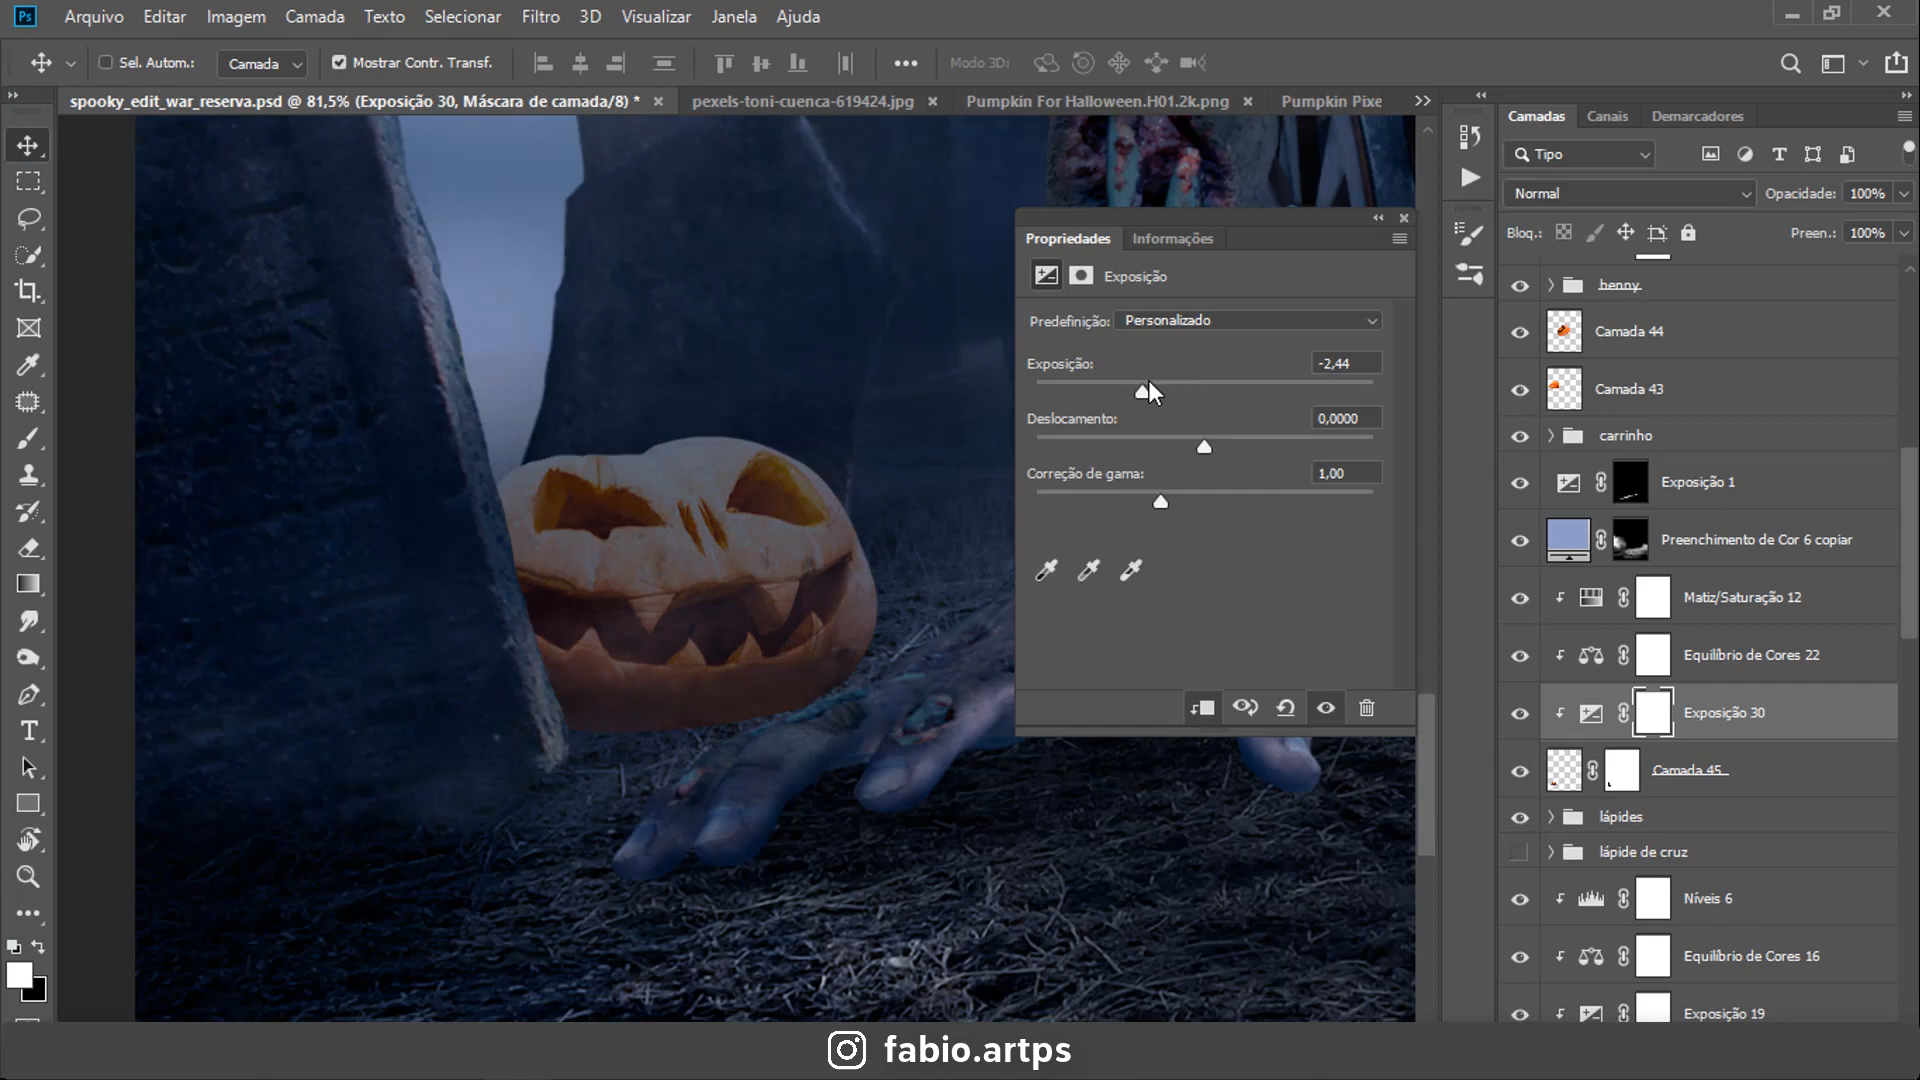 Ps Arquivo Editar Imagem Camada Texto Selecionar Filtro 3D Visualizar Janela Ajuda
Sel. Autom.: Camada Mostrar Contr. Transf. Modo 3D:
spooky_edit_war_reserva.psd @ 81,5% (Exposição 30, Máscara de camada/8) * pexels-toni-cuenca-619424.jpg Pumpkin For Halloween.H01.2k.png Pumpkin Pixe
Propriedades Informações
Exposição
Predefinição: Personalizado
Exposição: -2,44
Deslocamento: 0,0000
Correção de gama: 1,00
Camadas Canais Demarcadores
Tipo
Normal Opacidade: 100%
Bloq.: Preen.: 100%
henny
Camada 44
Camada 43
carrinho
Exposição 1
Preenchimento de Cor 6 copiar
Matiz/Saturação 12
Equilíbrio de Cores 22
Exposição 30
Camada 45
lápides
lápide de cruz
Níveis 6
Equilíbrio de Cores 16
Exposição 19
fabio.artps